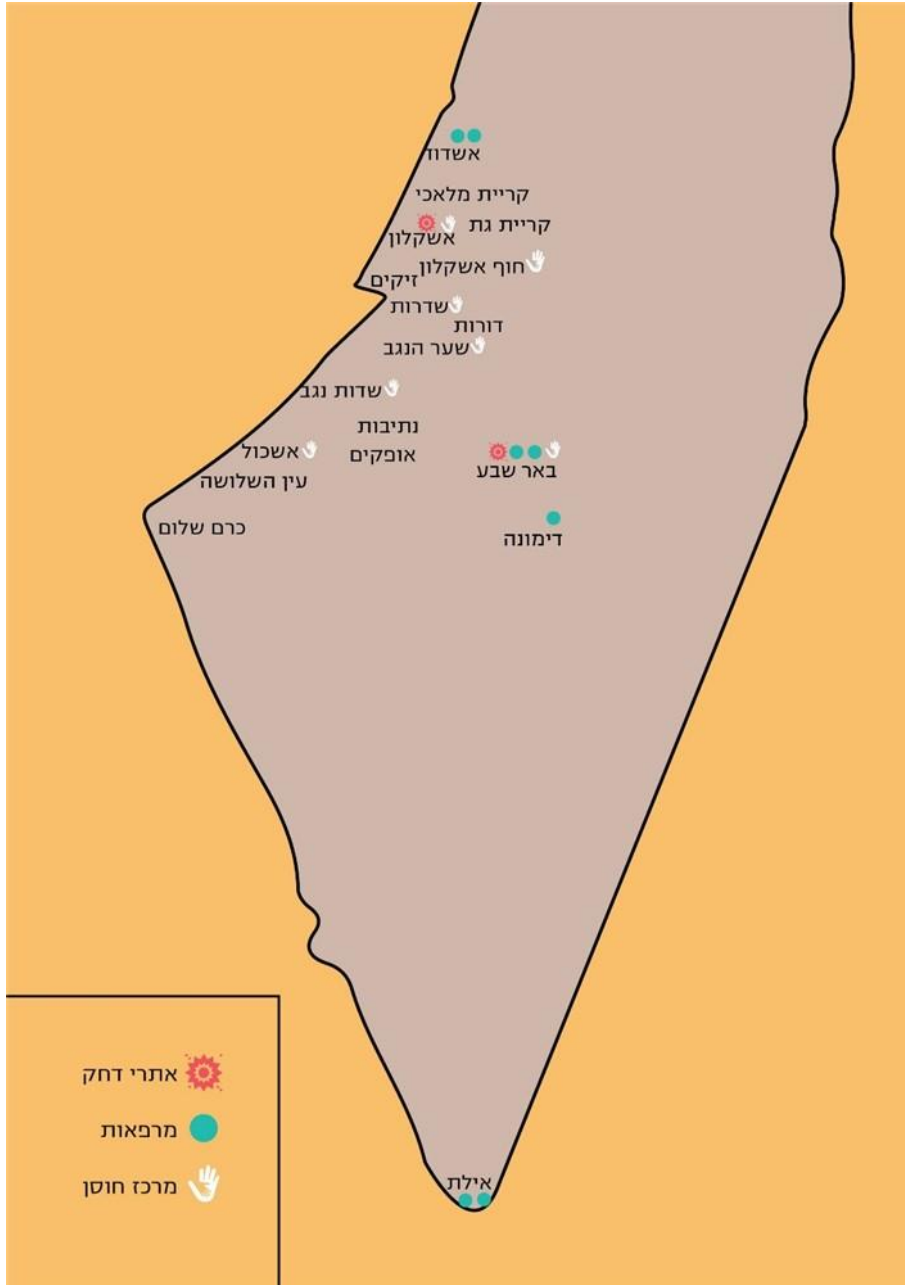 אשדוד
קריית מלאכי
קריית גת
אשקלון
חוף אשקלון
זיקים
שדרות
דורות
שער הנגב
שדות נגב
נתיבות
אשכול
אופקים
באר שבע
עין השלושה
כרם שלום
דימונה
אתרי דחק
מרפאות
מרכז חוסן
אילת